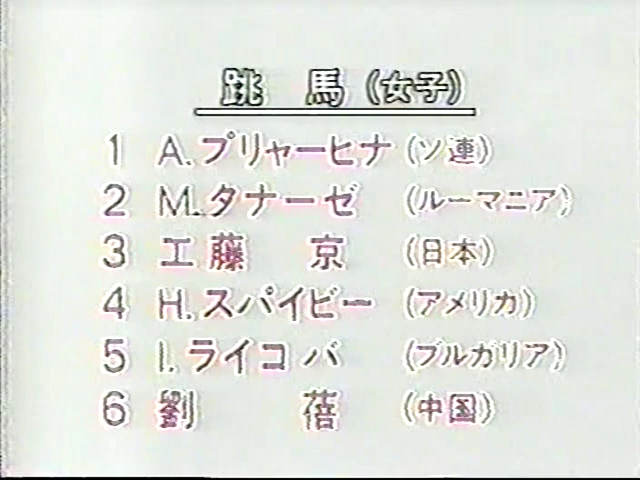 跳 馬 (女子)
1 A.プリャーヒナ (ソ連)
2 M.タナーゼ (ルーマニア)
3 工藤 京 (日本)
4 H.スパイビー (アメリカ)
5 I.ライコバ (ブルガリア)
6 劉 蓓 (中国)